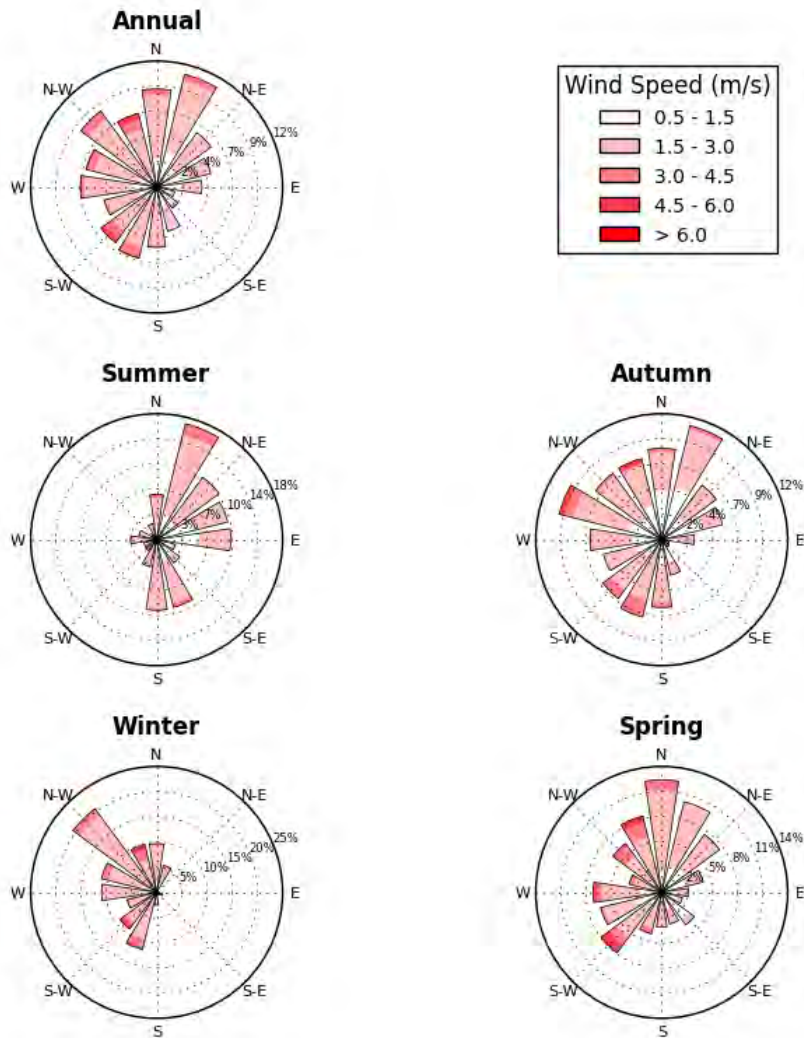 Annual
N
N-W
N-E
12%
9%
7%
4%
2%
W
E
S-W
S-E
S
Wind Speed (m/s)
0.5 - 1.5
1.5 - 3.0
3.0 - 4.5
4.5 - 6.0
> 6.0
Summer
N
N-W
N-E
18%
14%
10%
7%
3%
W
E
S-W
S-E
S
Autumn
N
N-W
N-E
12%
9%
7%
4%
2%
W
E
S-W
S-E
S
Winter
N
N-W
N-E
25%
20%
15%
10%
5%
W
E
S-W
S-E
S
Spring
N
N-W
N-E
14%
11%
8%
5%
2%
W
E
S-W
S-E
S